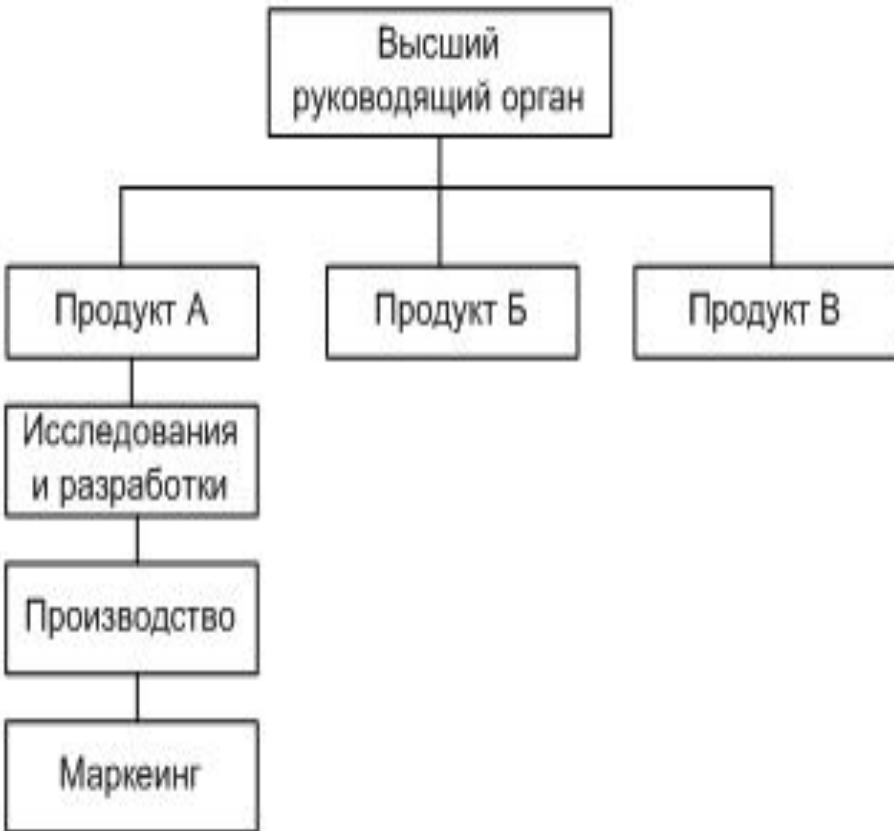 Высший
руководящий орган
Продукт А
Продукт Б
Продукт В
Исследования
и разработки
Производство
Маркеинг